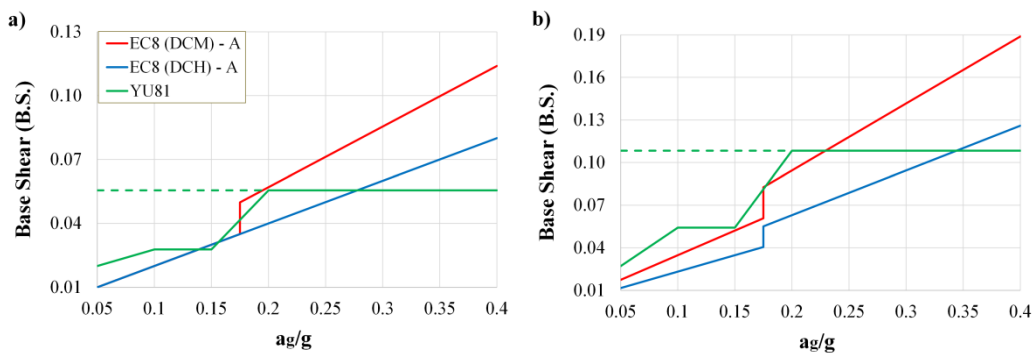 a)
Base Shear (B.S.)
0.13
0.10
0.07
0.04
0.01
EC8 (DCM) - A
EC8 (DCH) - A
YU81
0.05 0.1 0.15 0.2 0.25 0.3 0.35 0.4
ag/g
b)
Base Shear (B.S.)
0.19
0.16
0.13
0.10
0.07
0.04
0.01
0.05 0.1 0.15 0.2 0.25 0.3 0.35 0.4
ag/g